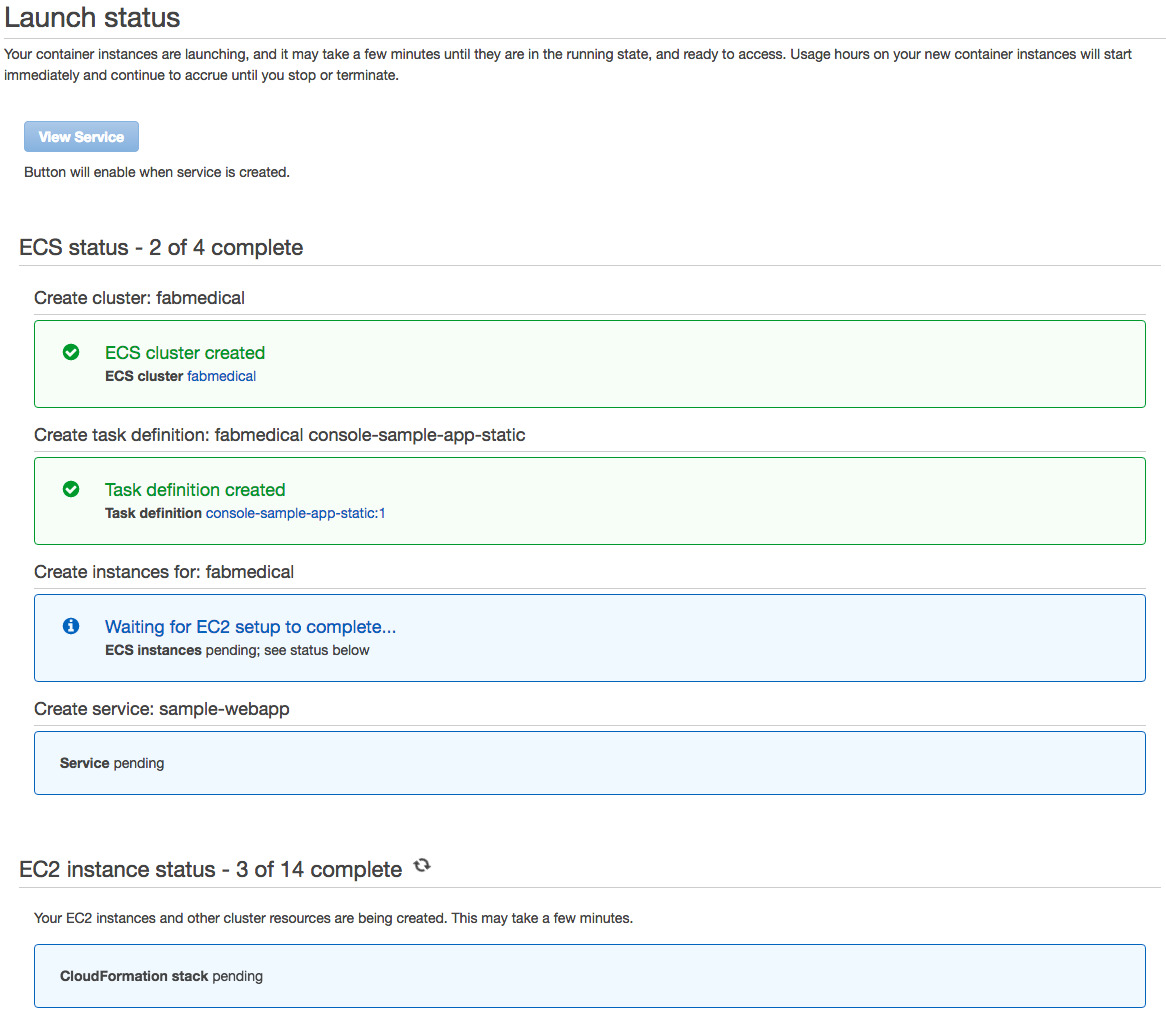 Launch status
Your container instances are launching, and it may take a few minutes until they are in the running state, and ready to access. Usage hours on your new container instances will start
immediately and continue to accrue until you stop or terminate.
View Service
Button will enable when service is created.
ECS status - 2 of 4 complete
Create cluster: fabmedical
ECS cluster created
ECS cluster fabmedical
Create task definition: fabmedical console-sample-app-static
Task definition created
Task definition console-sample-app-static:1
Create instances for: fabmedical
Waiting for EC2 setup to complete...
ECS instances pending; see status below
Create service: sample-webapp
Service pending
EC2 instance status - 3 of 14 complete
Your EC2 instances and other cluster resources are being created. This may take a few minutes.
CloudFormation stack pending